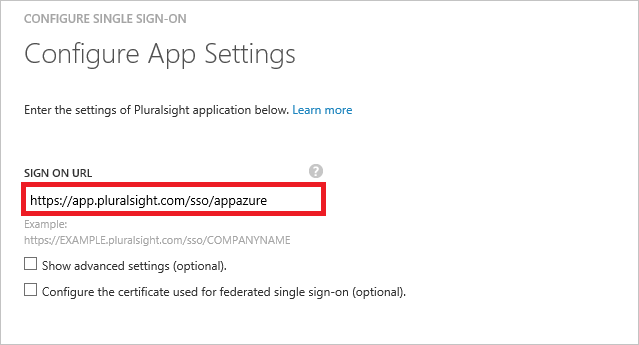 CONFIGURE SINGLE SIGN-ON
Configure App Settings
Enter the settings of Pluralsight application below. Learn more
SIGN ON URL ?
https://app.pluralsight.com/sso/appazure
Example:
https://EXAMPLE.pluralsight.com/sso/COMPANYNAME
Show advanced settings (optional).
Configure the certificate used for federated single sign-on (optional).